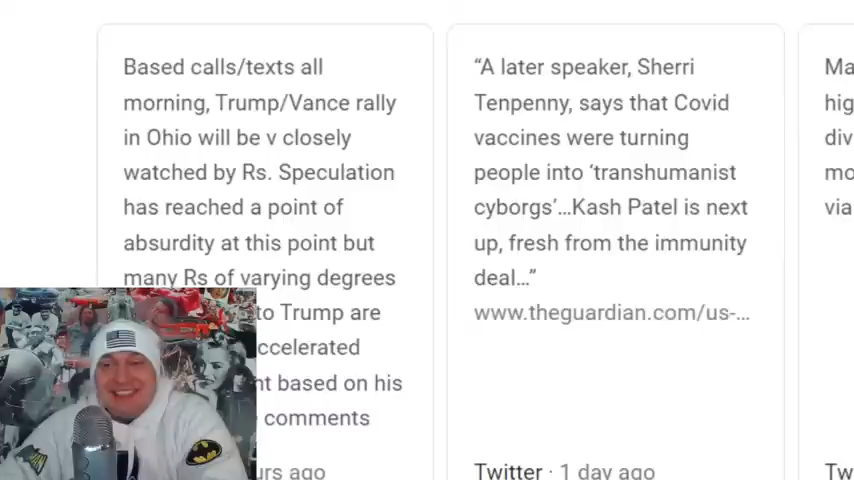 Based calls/texts all
morning, Trump/Vance rally
in Ohio will be v closely
watched by Rs. Speculation
has reached a point of
absurdity at this point but
many Rs of varying degrees
to Trump are
ccelerated
nt based on his
comments
urs ago
“A later speaker, Sherri
Tenpenny, says that Covid
vaccines were turning
people into ‘transhumanist
cyborgs’…Kash Patel is next
up, fresh from the immunity
deal…”
www.theguardian.com/us-...
Twitter · 1 day ago
Ma
hig
div
mo
via
Tw